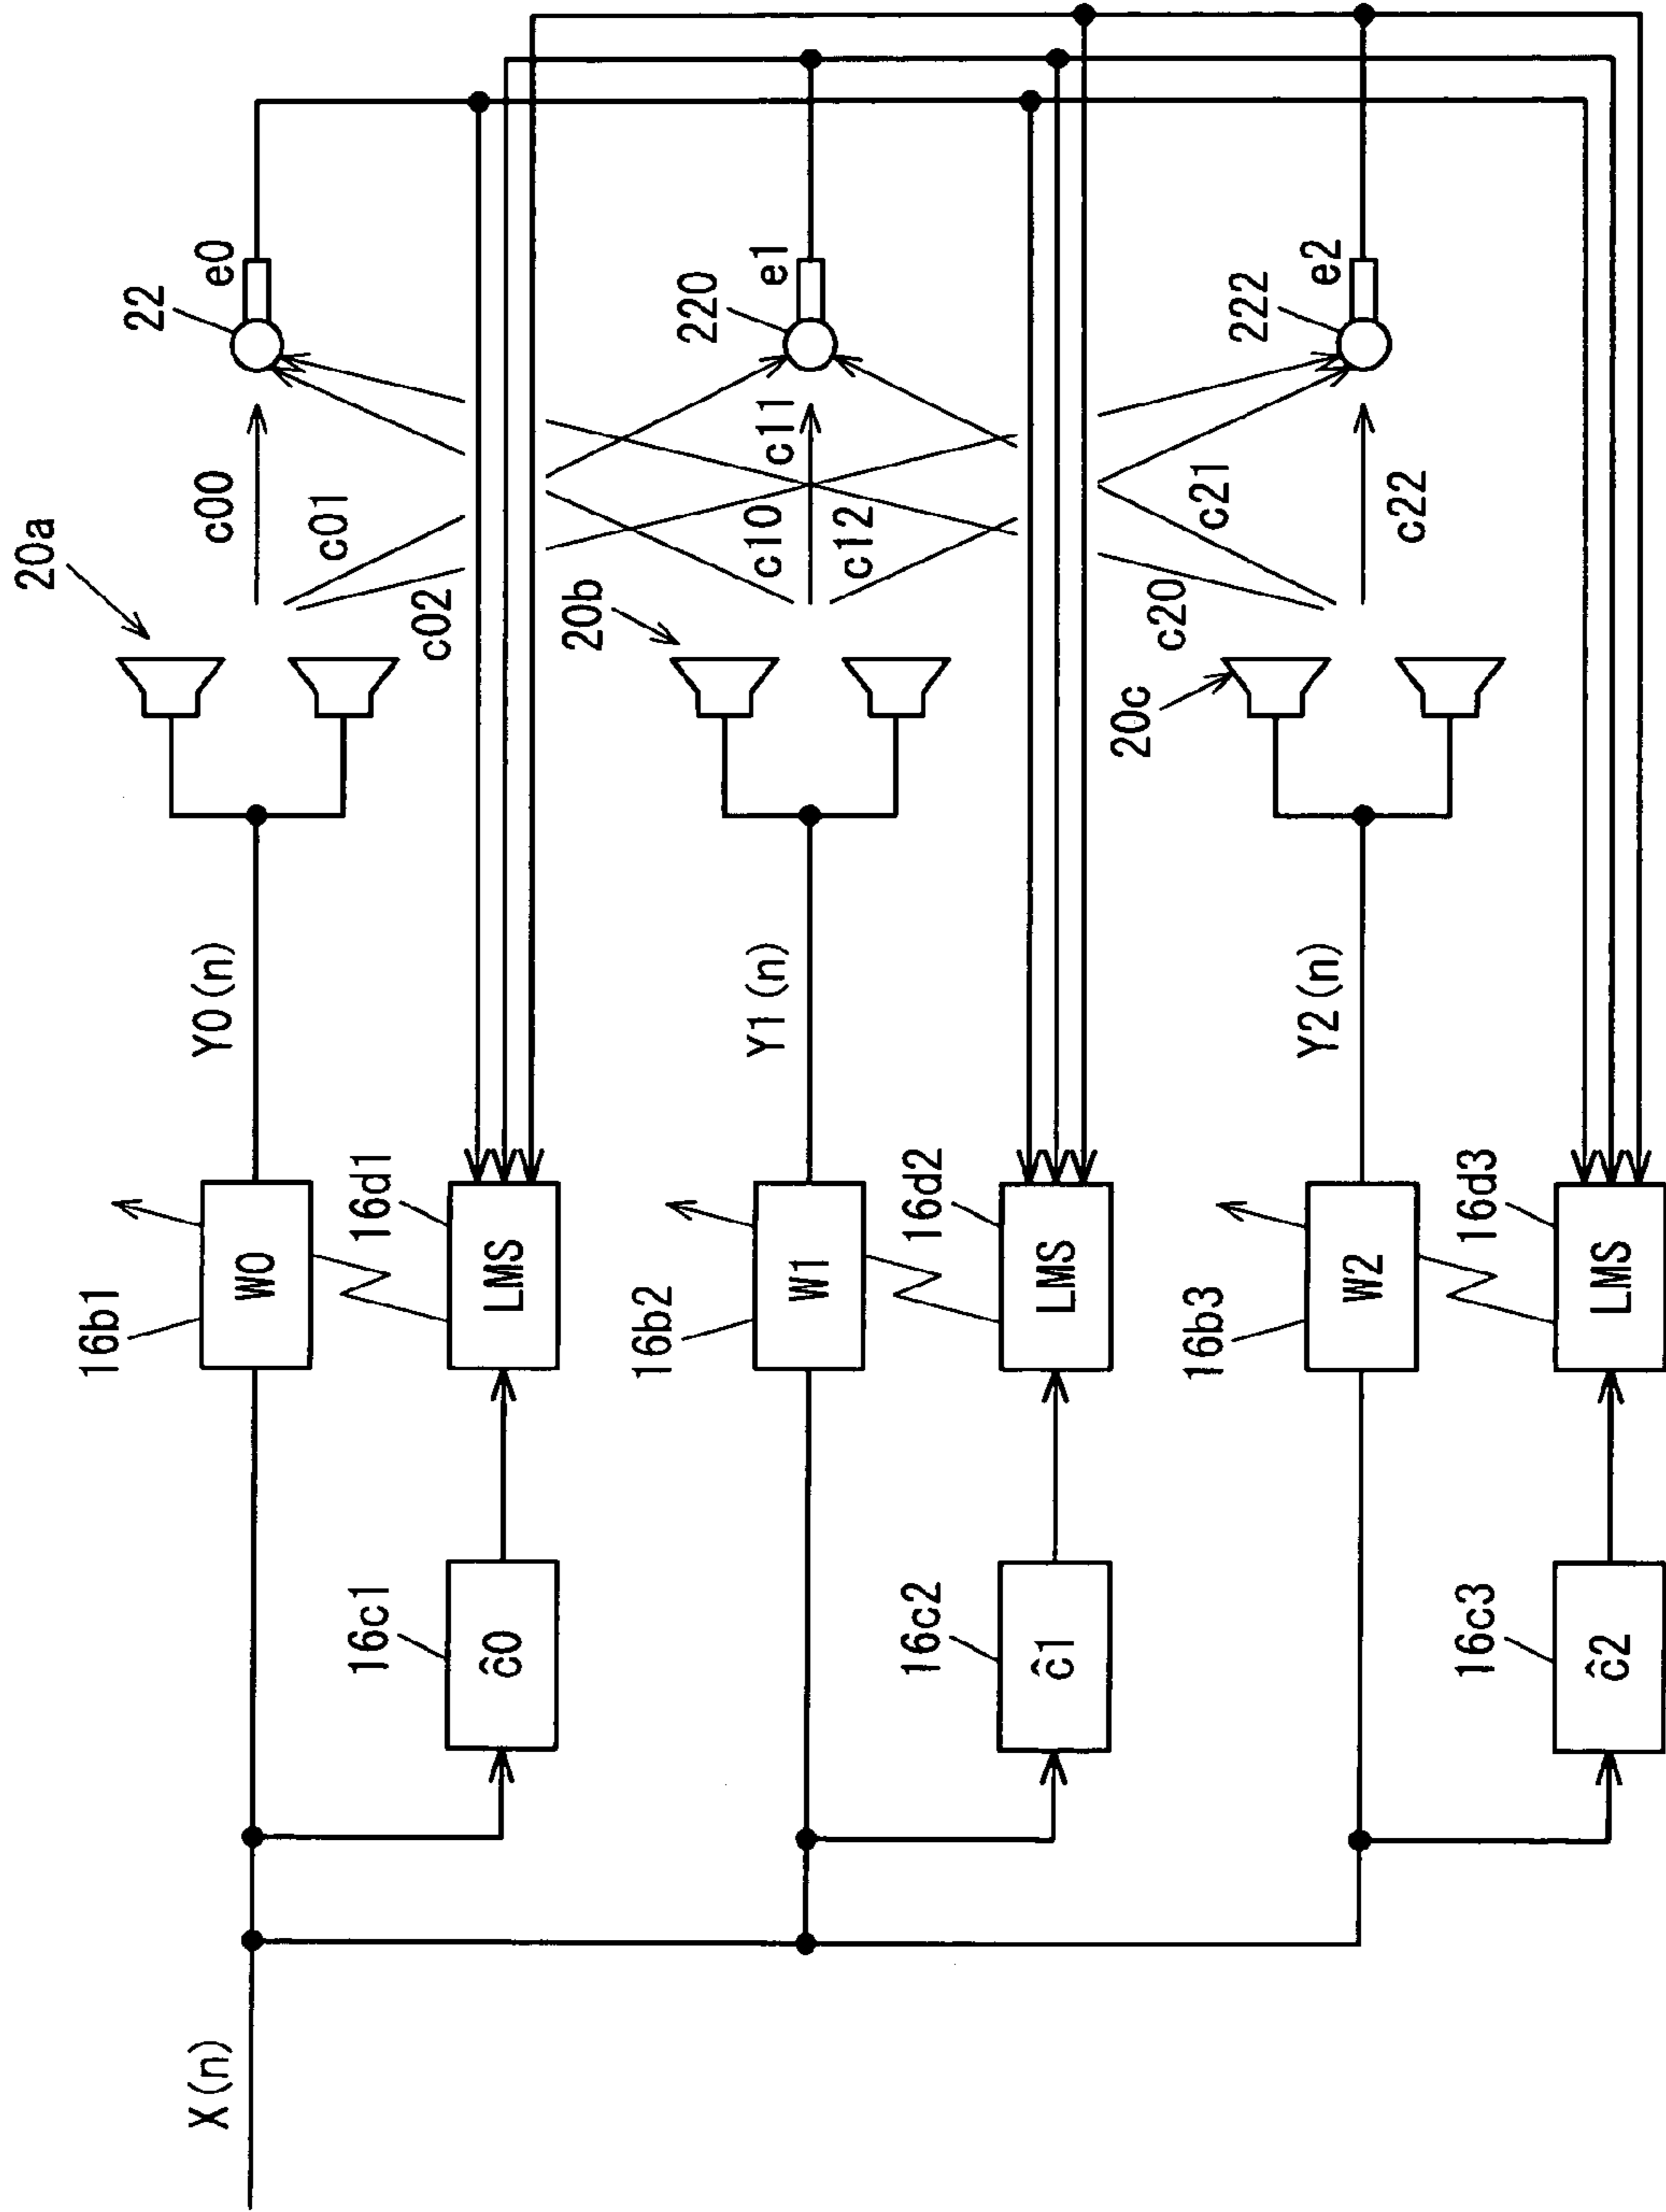 X(n)
16b1
W0
Y0(n)
20a
c00
c01
c02
22
e0
16c1
ĉ0
16d1
LMS
16b2
W1
Y1(n)
20b
c10
c11
c12
220
e1
16c2
ĉ1
16d2
LMS
16b3
W2
Y2(n)
20c
c20
c21
c22
222
e2
16c3
ĉ2
16d3
LMS